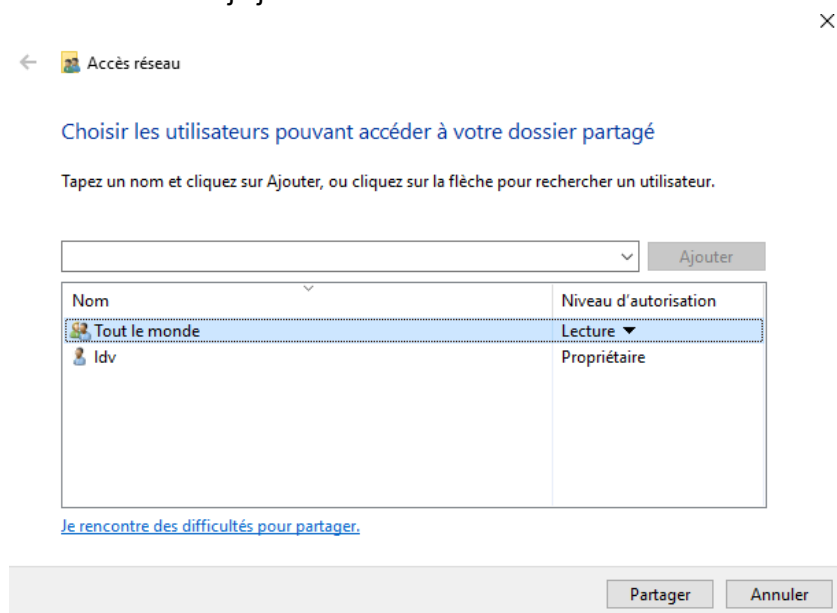 Accès réseau
Choisir les utilisateurs pouvant accéder à votre dossier partagé
Tapez un nom et cliquez sur Ajouter, ou cliquez sur la flèche pour rechercher un utilisateur.
Ajouter
Nom Niveau d'autorisation
Tout le monde Lecture
ldv Propriétaire
Je rencontre des difficultés pour partager.
Partager Annuler